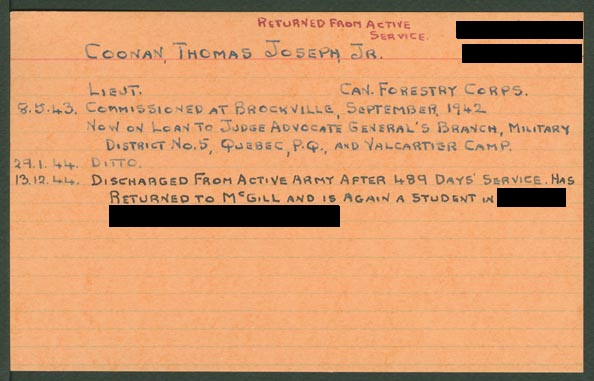 RETURNED FROM ACTIVE
SERVICE.
COONAN, THOMAS JOSEPH, JR.
LIEUT. CAN. FORESTRY CORPS.
8.5.43. COMMISSIONED AT BROCKVILLE, SEPTEMBER, 1942
NOW ON LOAN TO JUDGE ADVOCATE GENERAL'S BRANCH, MILITARY
DISTRICT NO. 5, QUEBEC, P.Q., AND VALCARTIER CAMP.
29.1.44. DITTO.
13.12.44. DISCHARGED FROM ACTIVE ARMY AFTER 489 DAYS' SERVICE. HAS
RETURNED TO MCGILL AND IS AGAIN A STUDENT IN